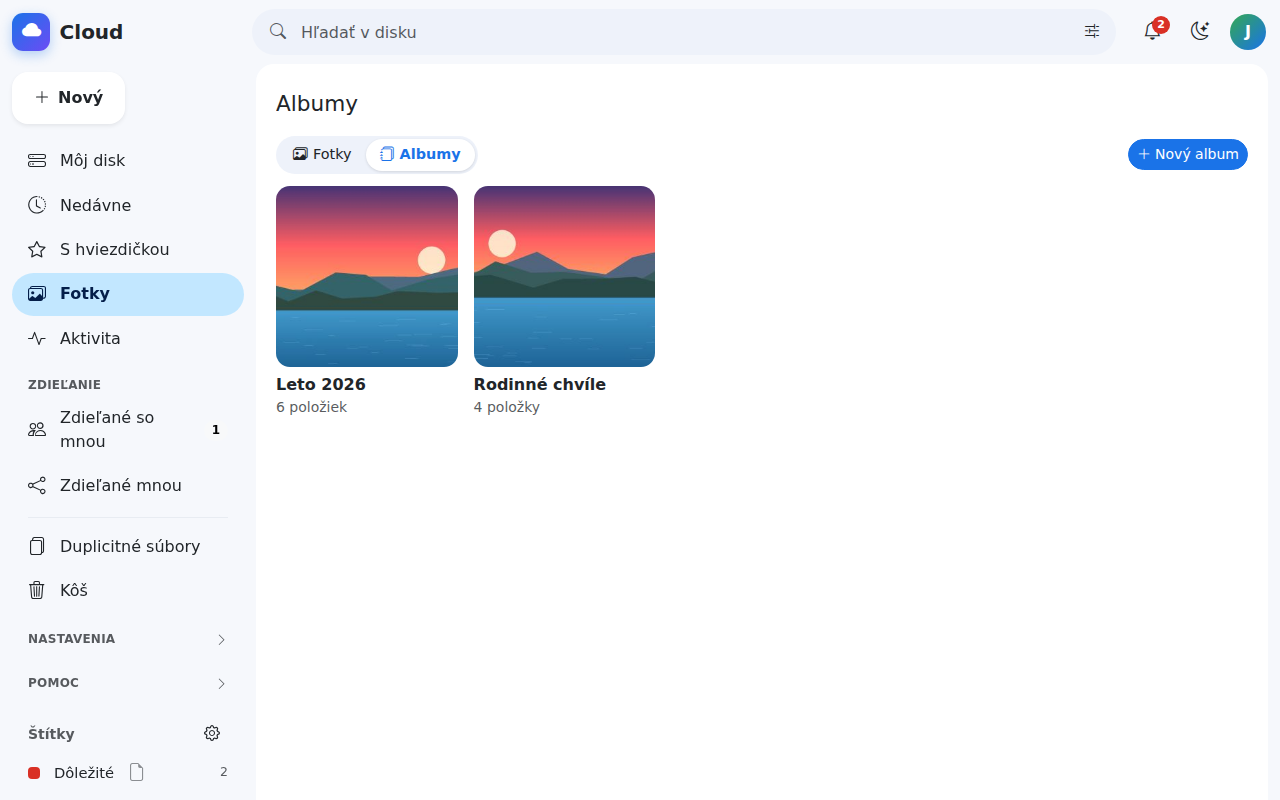 Cloud
Hľadať v disku
2
J
Nový
Môj disk
Nedávne
S hviezdičkou
Fotky
Aktivita
ZDIEĽANIE
Zdieľané so
mnou
1
Zdieľané mnou
Duplicitné súbory
Kôš
NASTAVENIA
POMOC
Štítky
Dôležité
2
Albumy
Fotky
Albumy
Nový album
Leto 2026
6 položiek
Rodinné chvíle
4 položky